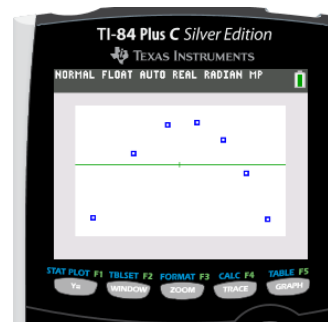 TI-84 Plus C Silver Edition
TEXAS INSTRUMENTS
NORMAL FLOAT AUTO REAL RADIAN MP
STAT PLOT F1 TBLSET F2 FORMAT F3 CALC F4 TABLE F5
Y= WINDOW ZOOM TRACE GRAPH